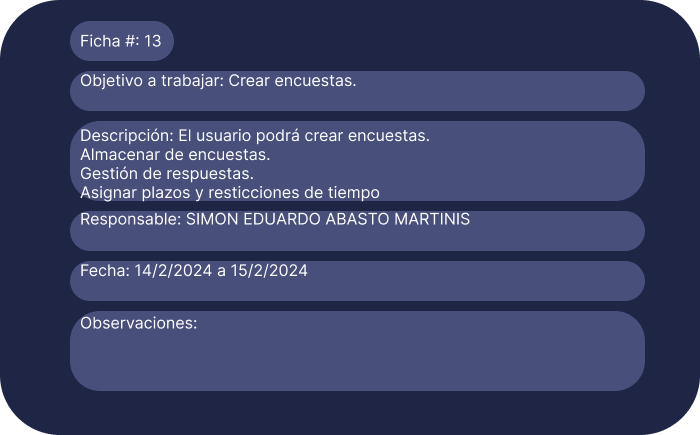 Ficha #: 13
Objetivo a trabajar: Crear encuestas.
Descripción: El usuario podrá crear encuestas.
Almacenar de encuestas.
Gestión de respuestas.
Asignar plazos y resticciones de tiempo
Responsable: SIMON EDUARDO ABASTO MARTINIS
Fecha: 14/2/2024 a 15/2/2024
Observaciones: